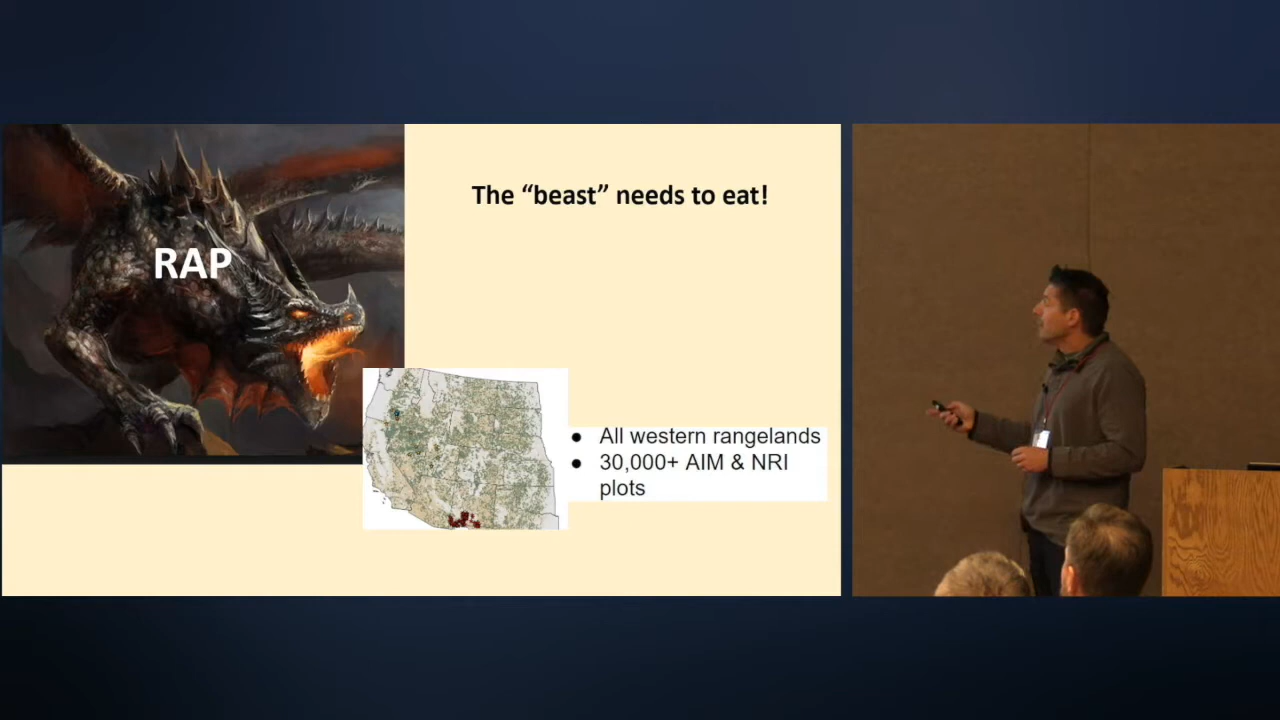 RAP
The “beast” needs to eat!
● All western rangelands
● 30,000+ AIM & NRI
plots